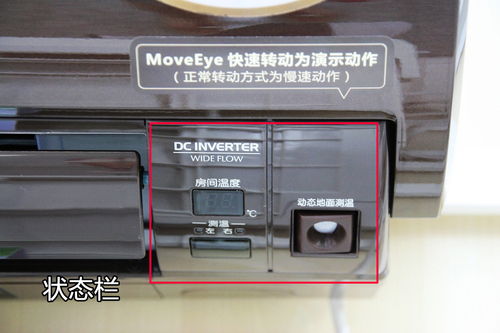 MoveEye 快速转动为演示动作
（正常转动方式为慢速动作）
DC INVERTER
WIDE FLOW
房间温度
℃
测温
左 右
动态地面测温
状态栏